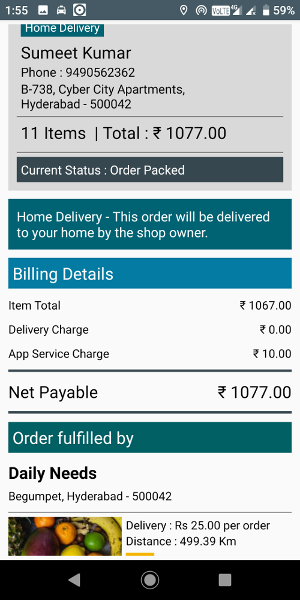 1:55 VoLTE 4G 59%
Home Delivery
Sumeet Kumar
Phone : 9490562362
B-738, Cyber City Apartments,
Hyderabad - 500042
11 Items | Total : ₹ 1077.00
Current Status : Order Packed
Home Delivery - This order will be delivered
to your home by the shop owner.
Billing Details
Item Total ₹ 1067.00
Delivery Charge ₹ 0.00
App Service Charge ₹ 10.00
Net Payable ₹ 1077.00
Order fulfilled by
Daily Needs
Begumpet, Hyderabad - 500042
Delivery : Rs 25.00 per order
Distance : 499.39 Km